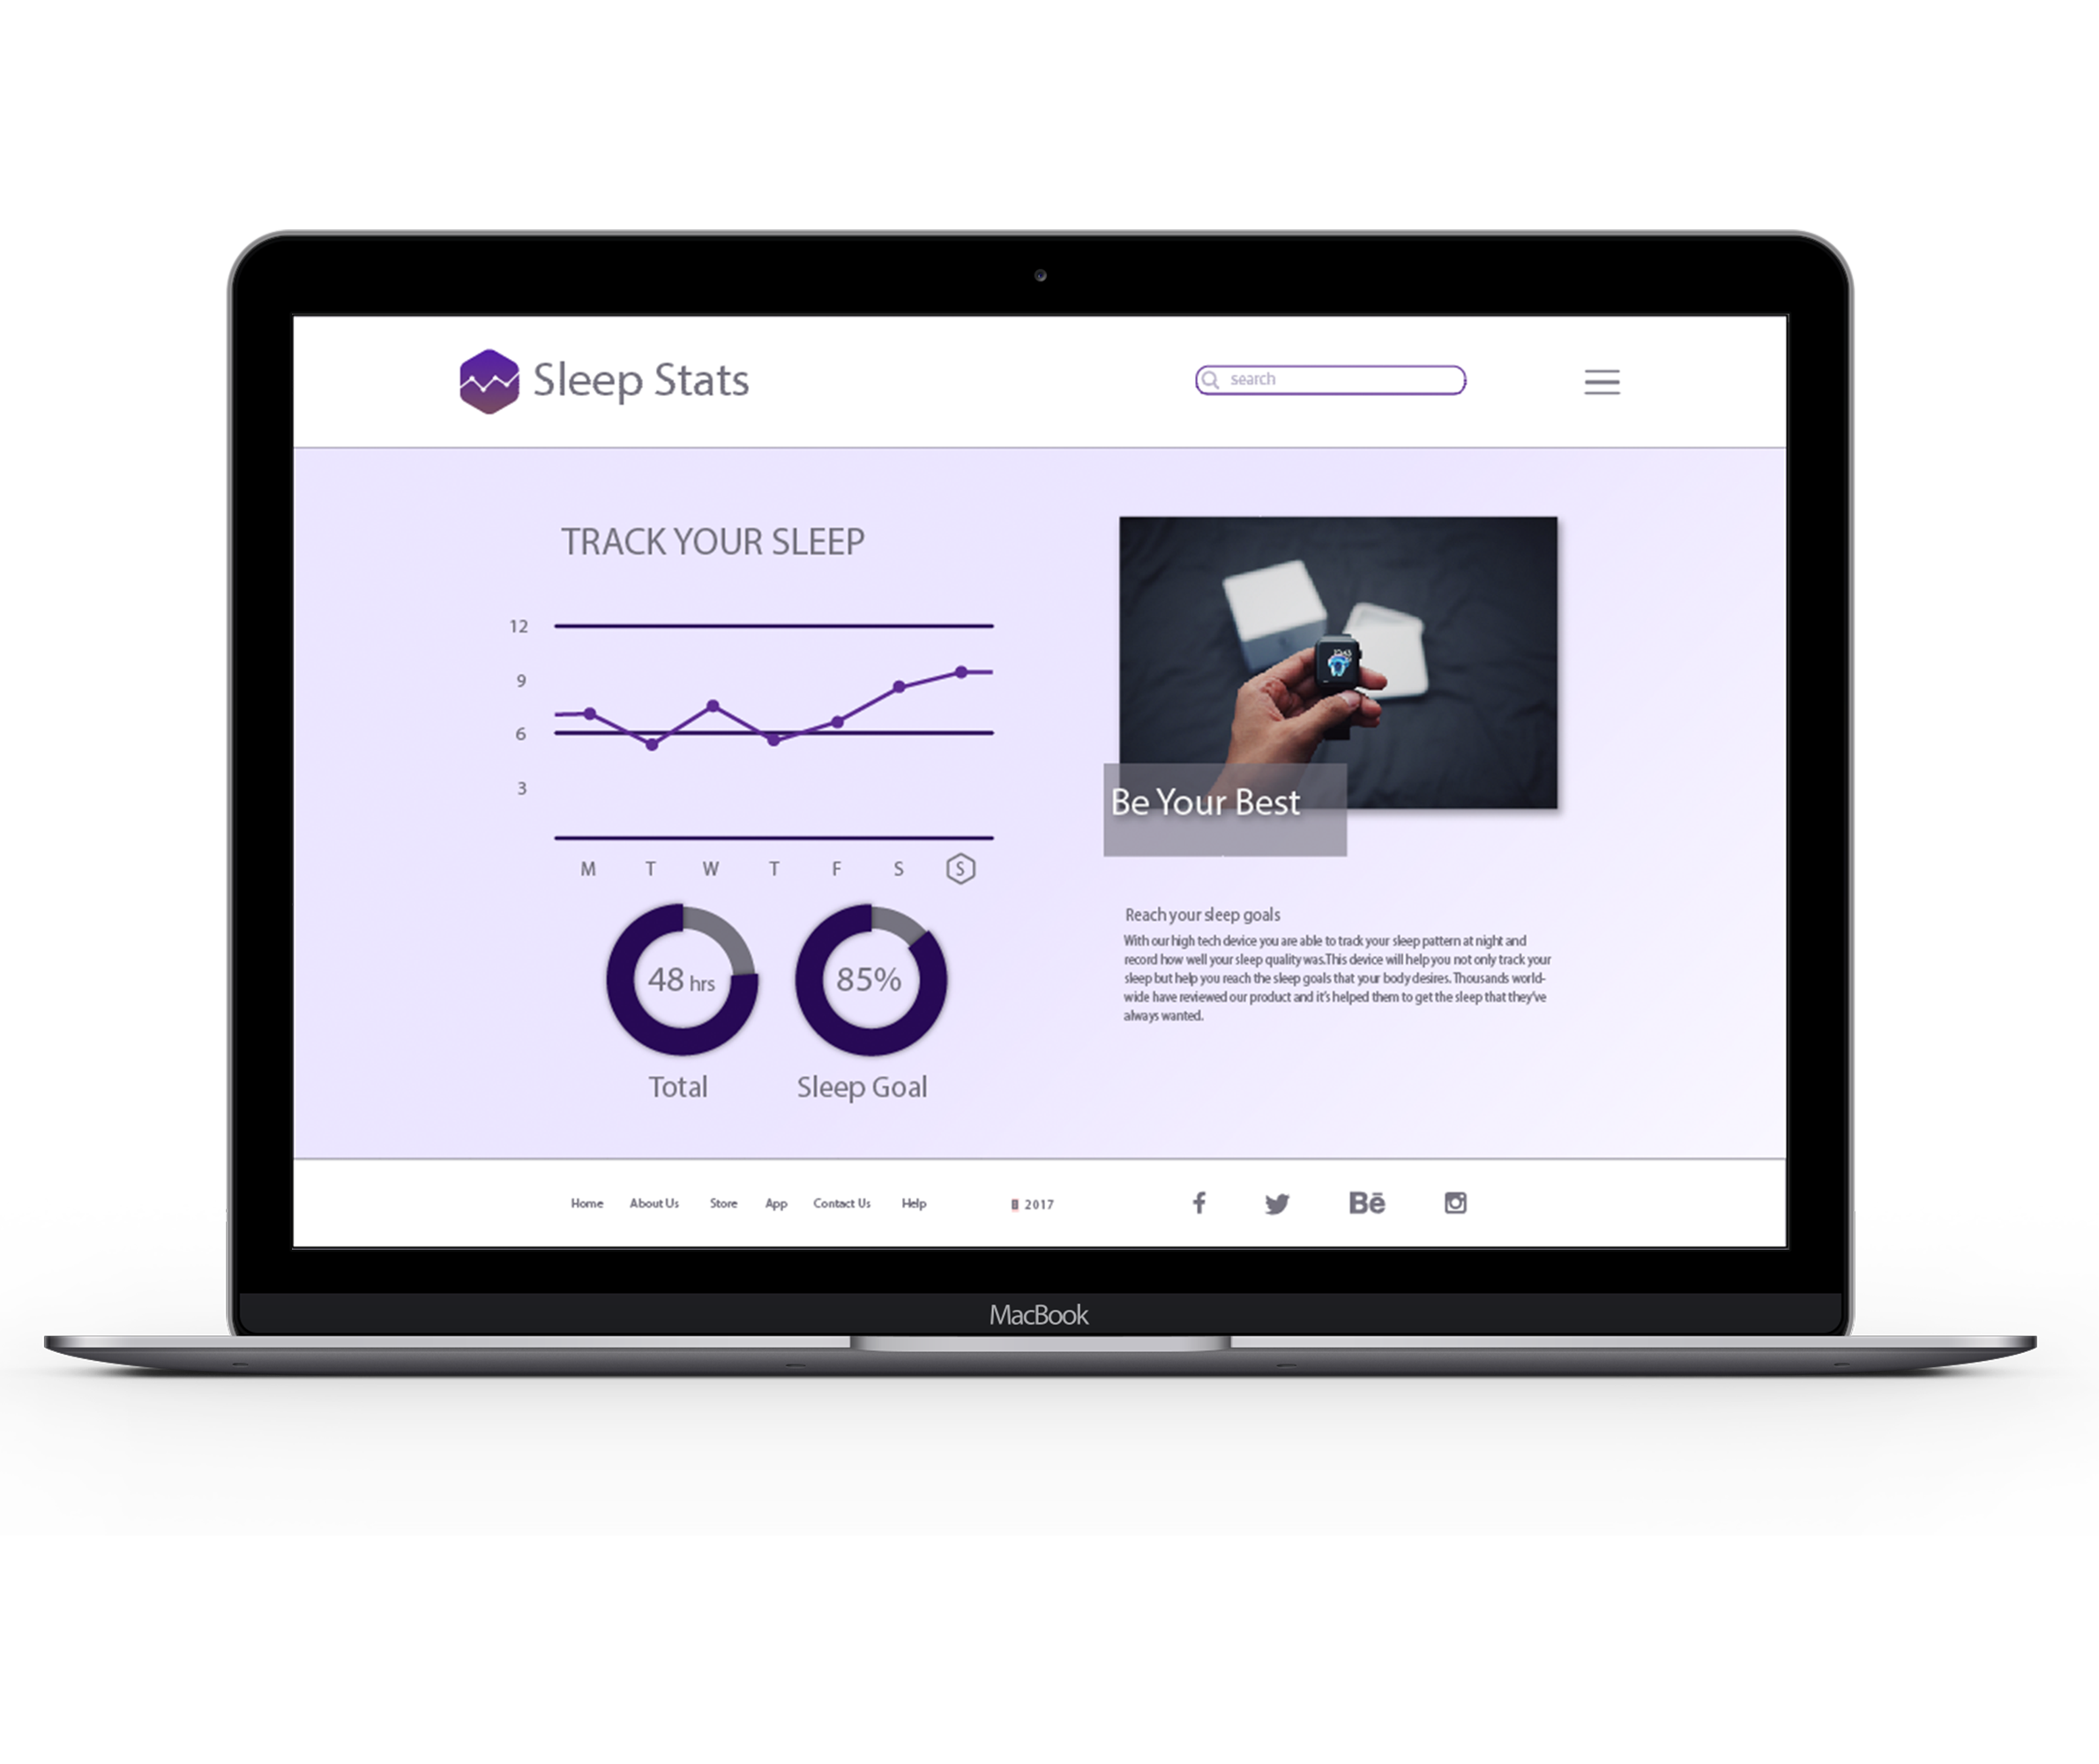 Sleep Stats
search
TRACK YOUR SLEEP
12
9
6
3
M T W T F S S
48 hrs
85%
Total
Sleep Goal
Be Your Best
Reach your sleep goals
With our high tech device you are able to track your sleep pattern at night and
record how well your sleep quality was.This device will help you not only track your
sleep but help you reach the sleep goals that your body desires. Thousands world-
wide have reviewed our product and it's helped them to get the sleep that they've
always wanted.
Home About Us Store App Contact Us Help
2017
f
Bē
MacBook